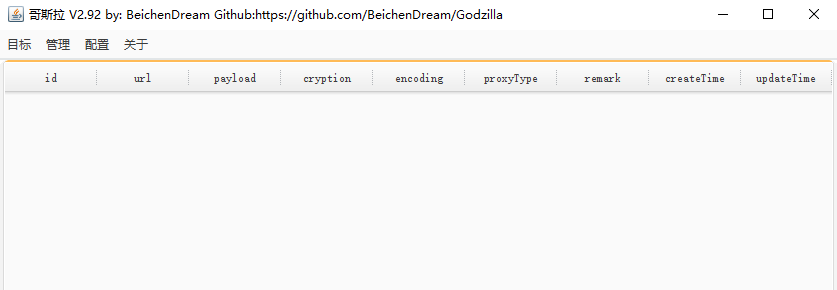 哥斯拉 V2.92 by: BeichenDream Github:https://github.com/BeichenDream/Godzilla
目标 管理 配置 关于
id url payload cryption encoding proxyType remark createTime updateTime